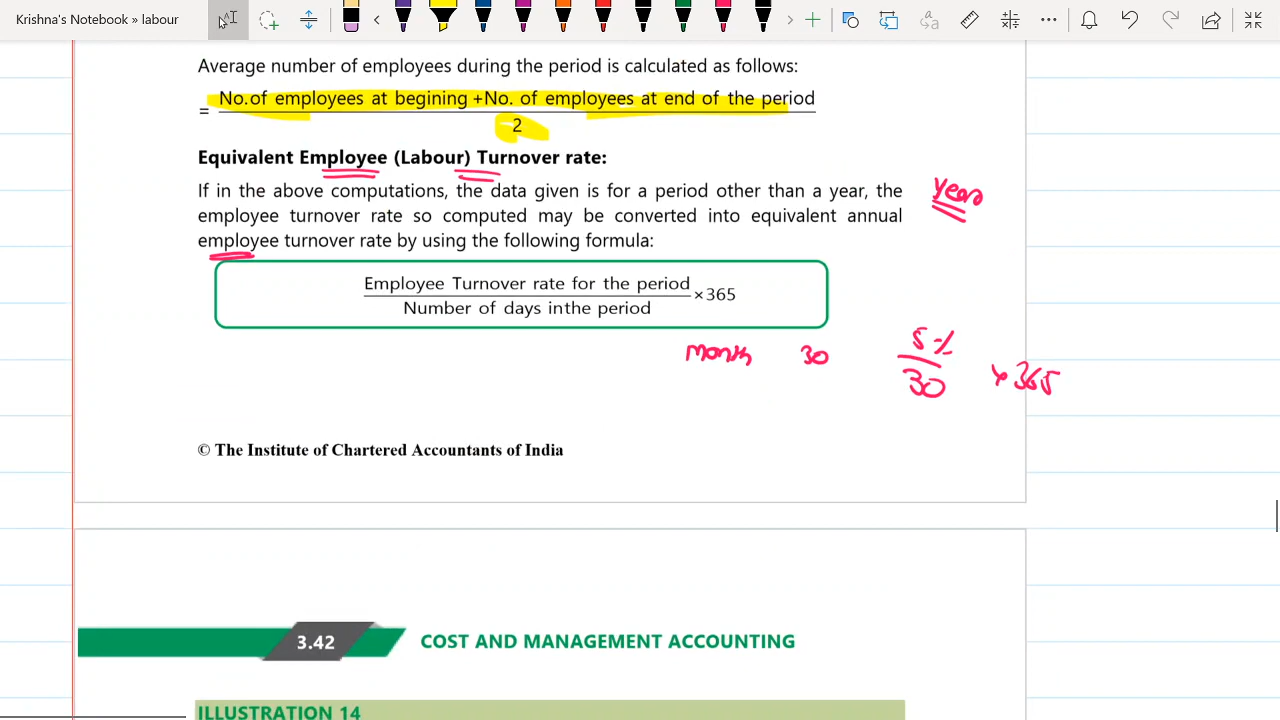 Krishna's Notebook » labour
Average number of employees during the period is calculated as follows:
= No.of employees at begining +No. of employees at end of the period
2
Equivalent Employee (Labour) Turnover rate:
If in the above computations, the data given is for a period other than a year, the
employee turnover rate so computed may be converted into equivalent annual
employee turnover rate by using the following formula:
Employee Turnover rate for the period
Number of days inthe period
×365
month 30
5%
30
×365
© The Institute of Chartered Accountants of India
3.42 COST AND MANAGEMENT ACCOUNTING
ILLUSTRATION 14